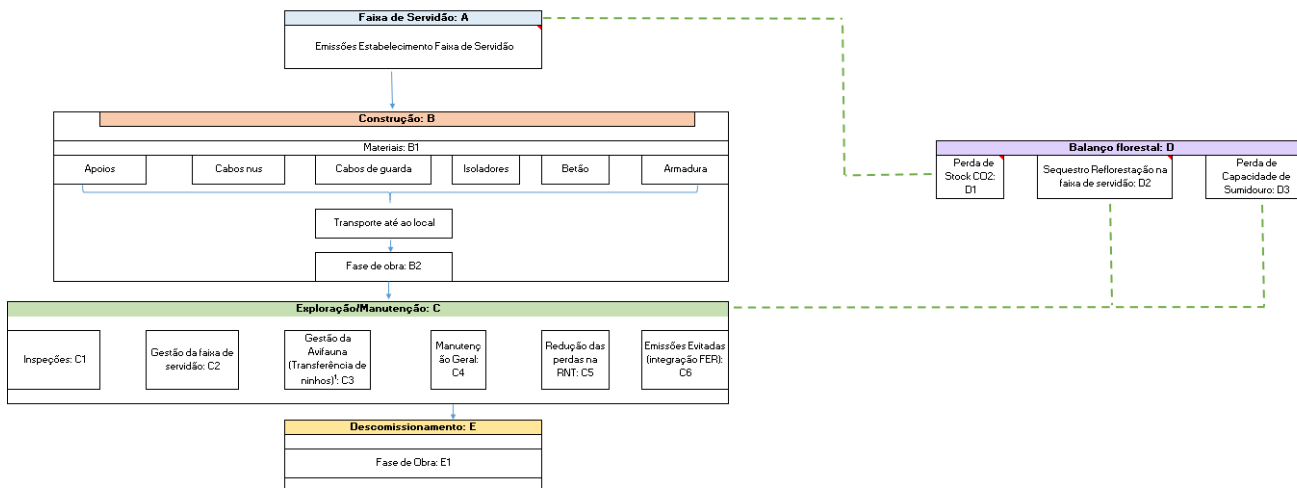 Faixa de Servidão: A
Emissões Estabelecimento Faixa de Servidão
Construção: B
Materiais: B1
Apoios
Cabos nus
Cabos de guarda
Isoladores
Betão
Armadura
Transporte até ao local
Fase de obra: B2
Balanço florestal: D
Perda de
Stock CO2:
D1
Sequestro Reflorestação na
faixa de servidão: D2
Perda de
Capacidade de
Sumidouro: D3
Exploração/Manutenção: C
Inspeções: C1
Gestão da faixa de
servidão: C2
Gestão da
Avifauna
(Transferência de
ninhos)¹: C3
Manutenç
ão Geral:
C4
Redução das
perdas na
RNT: C5
Emissões Evitadas
(integração FER):
C6
Descomissionamento: E
Fase de Obra: E1